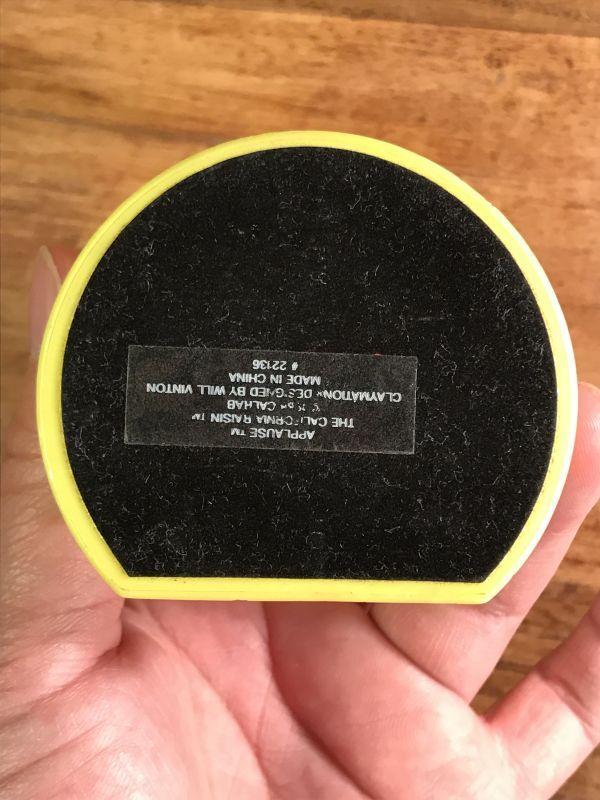 APPLAUSE ™
THE CALIFORNIA RAISIN ™
CALRAB
CLAYMATION DESIGNED BY WILL VINTON
MADE IN CHINA
# 22136